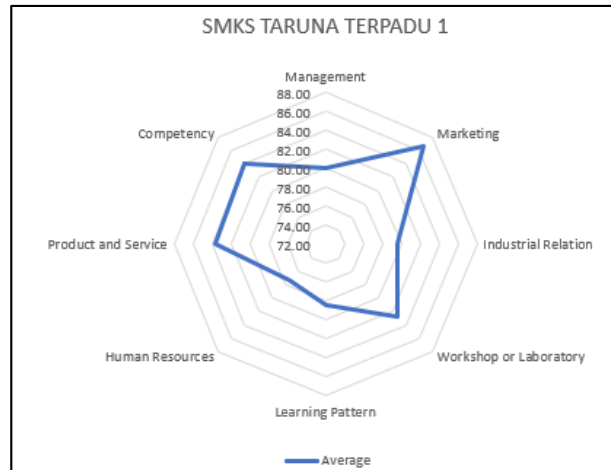 SMKS TARUNA TERPADU 1
Management
88.00
86.00
Competency
Marketing
84.00
82.00
80.00
78.00
76.00
74.00
Product and Service
72.00
Industrial Relation
Human Resources
Workshop or Laboratory
Learning Pattern
Average